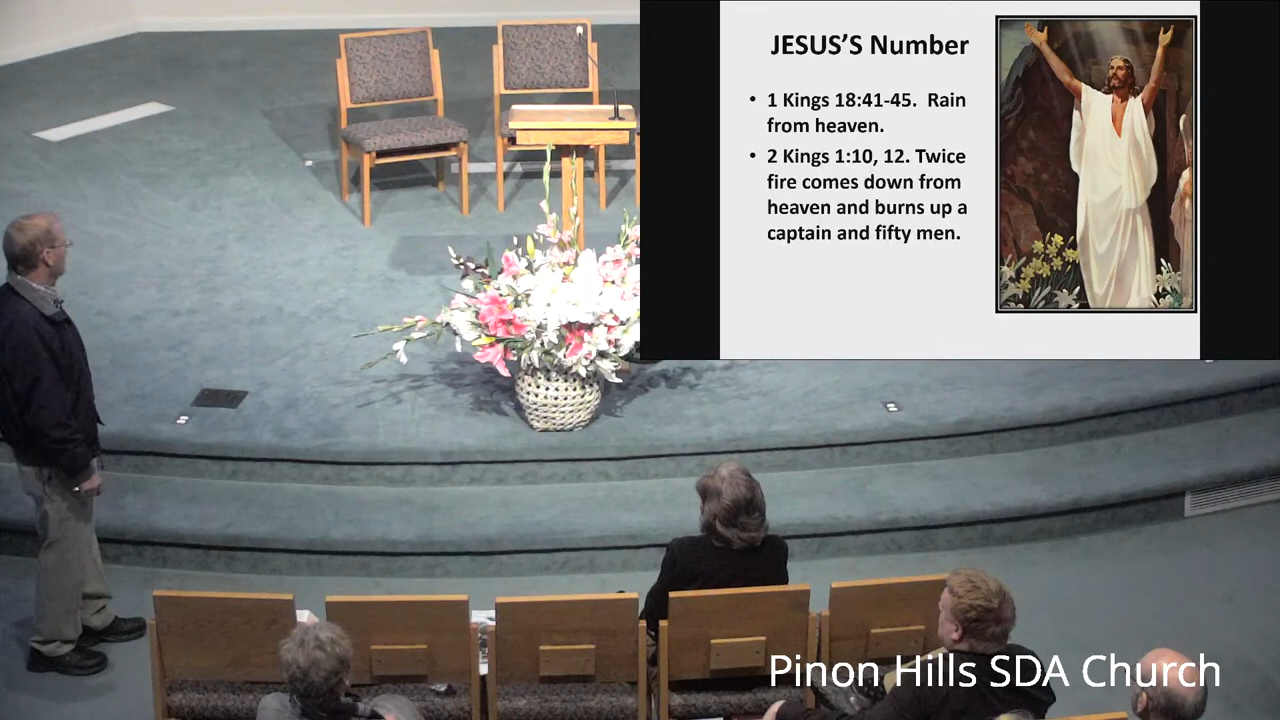 JESUS'S Number
• 1 Kings 18:41-45. Rain
from heaven.
• 2 Kings 1:10, 12. Twice
fire comes down from
heaven and burns up a
captain and fifty men.
Pinon Hills SDA Church